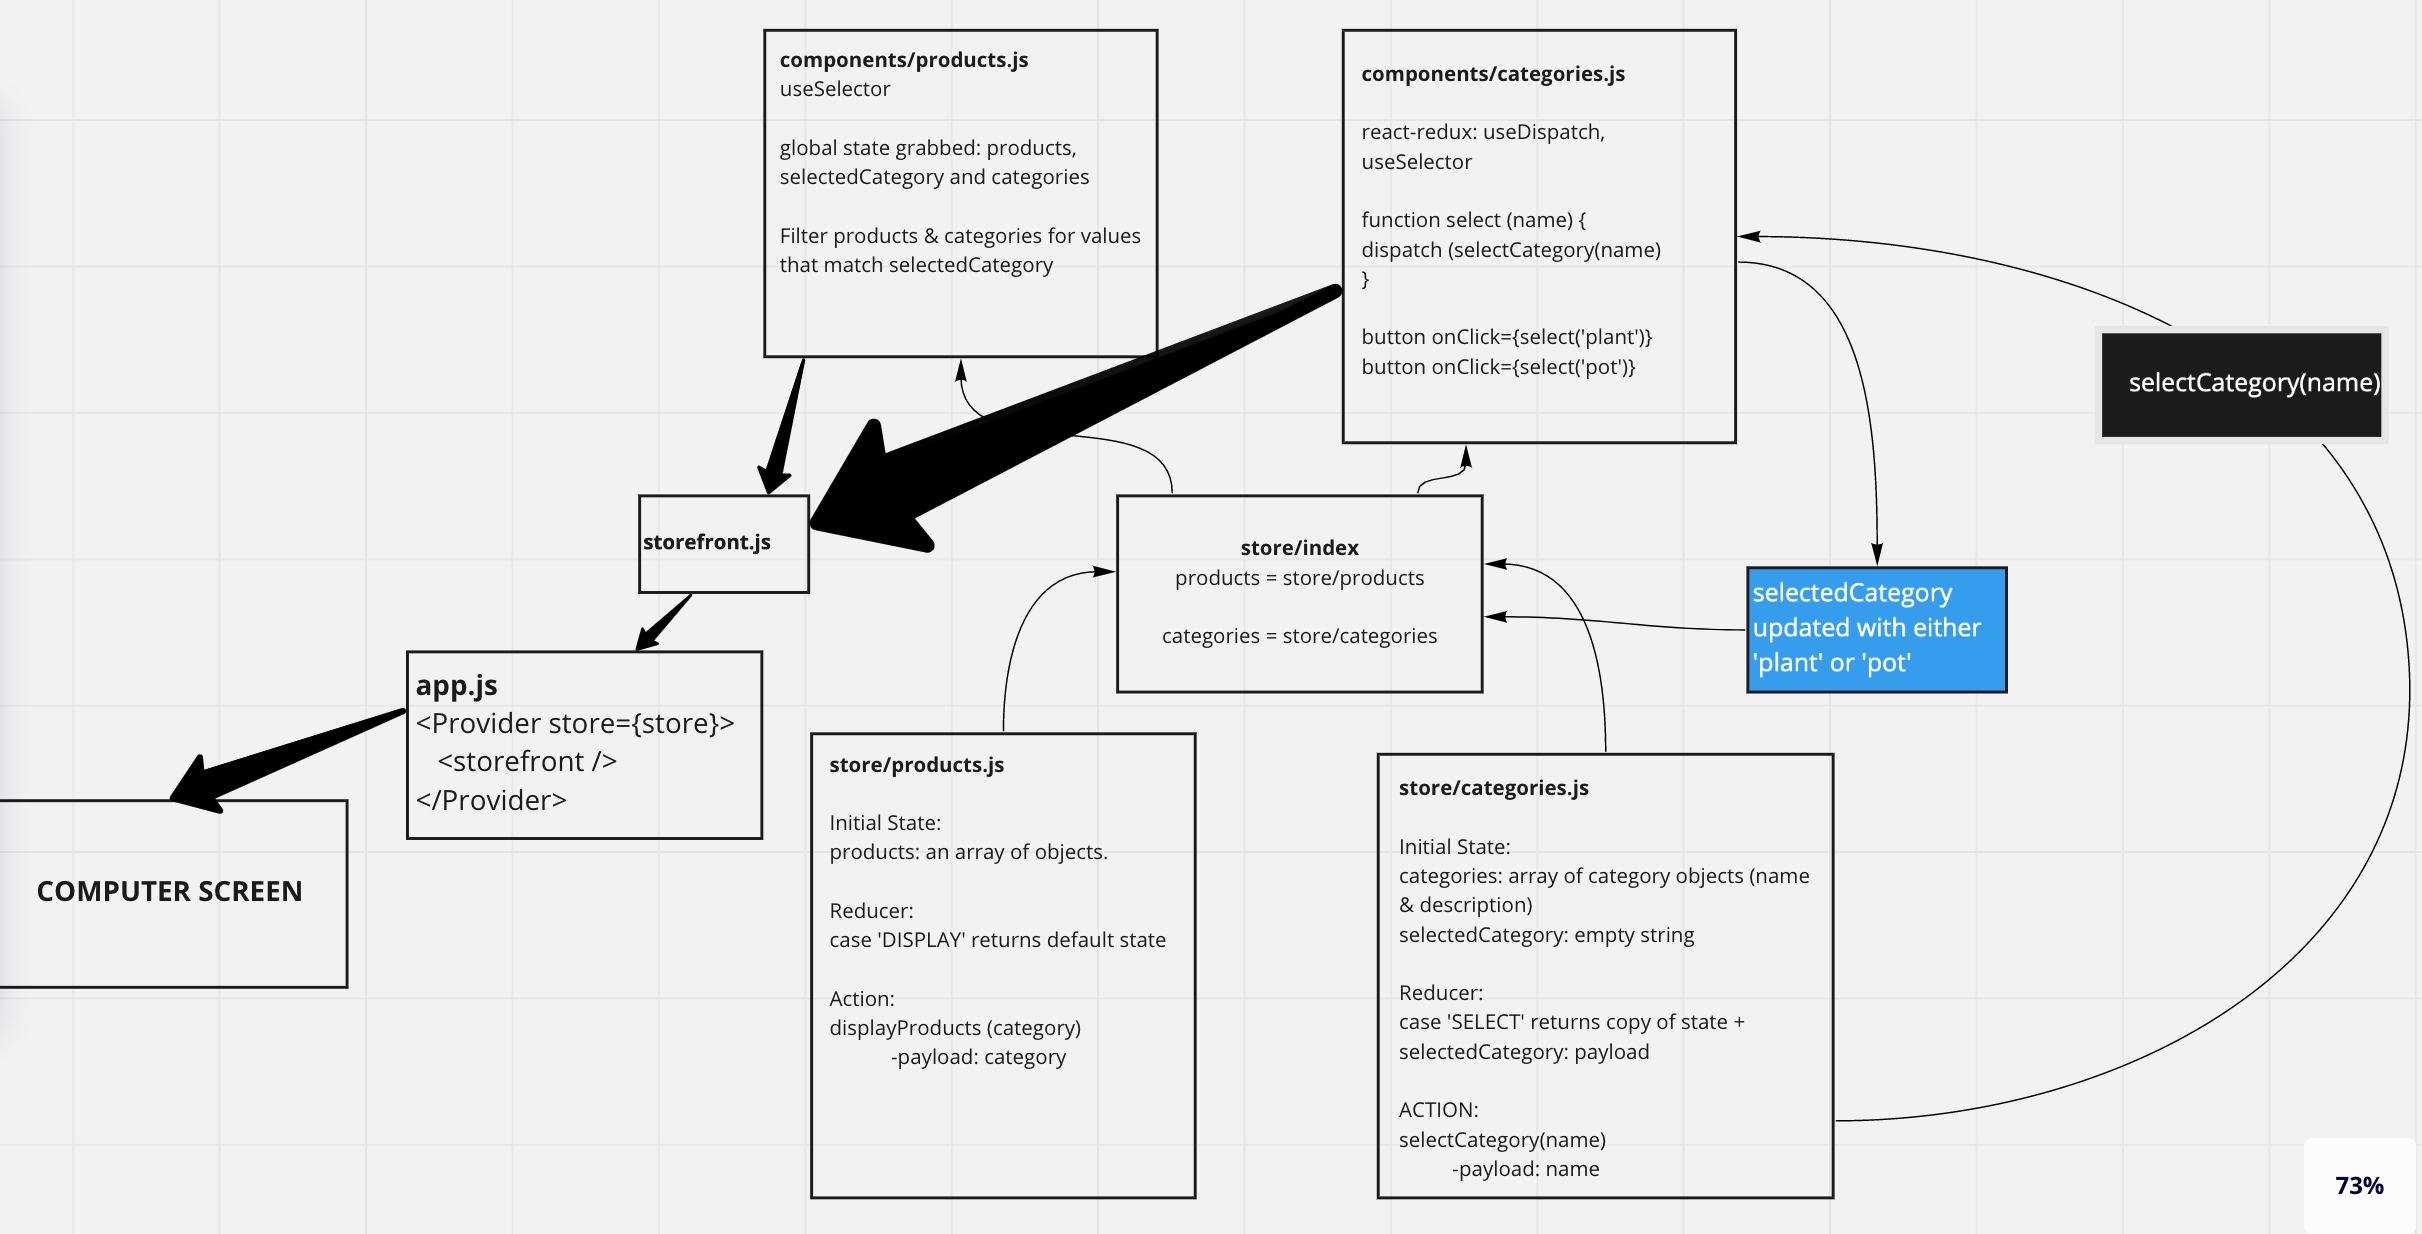 components/products.js
useSelector
global state grabbed: products,
selectedCategory and categories
Filter products & categories for values
that match selectedCategory
components/categories.js
react-redux: useDispatch,
useSelector
function select (name) {
dispatch (selectCategory(name)
}
button onClick={select('plant')}
button onClick={select('pot')}
selectCategory(name)
storefront.js
store/index
products = store/products
categories = store/categories
selectedCategory
updated with either
'plant' or 'pot'
app.js
<Provider store={store}>
<storefront />
</Provider>
COMPUTER SCREEN
store/products.js
Initial State:
products: an array of objects.
Reducer:
case 'DISPLAY' returns default state
Action:
displayProducts (category)
-payload: category
store/categories.js
Initial State:
categories: array of category objects (name
& description)
selectedCategory: empty string
Reducer:
case 'SELECT' returns copy of state +
selectedCategory: payload
ACTION:
selectCategory(name)
-payload: name
73%